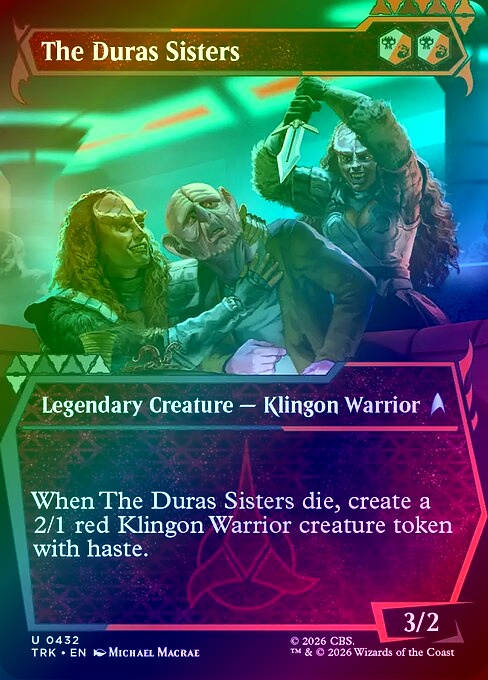 The Duras Sisters
Legendary Creature — Klingon Warrior
When The Duras Sisters die, create a
2/1 red Klingon Warrior creature token
with haste.
3/2
U 0432
TRK • EN Michael Macrae
© 2026 CBS.
™ & © 2026 Wizards of the Coast